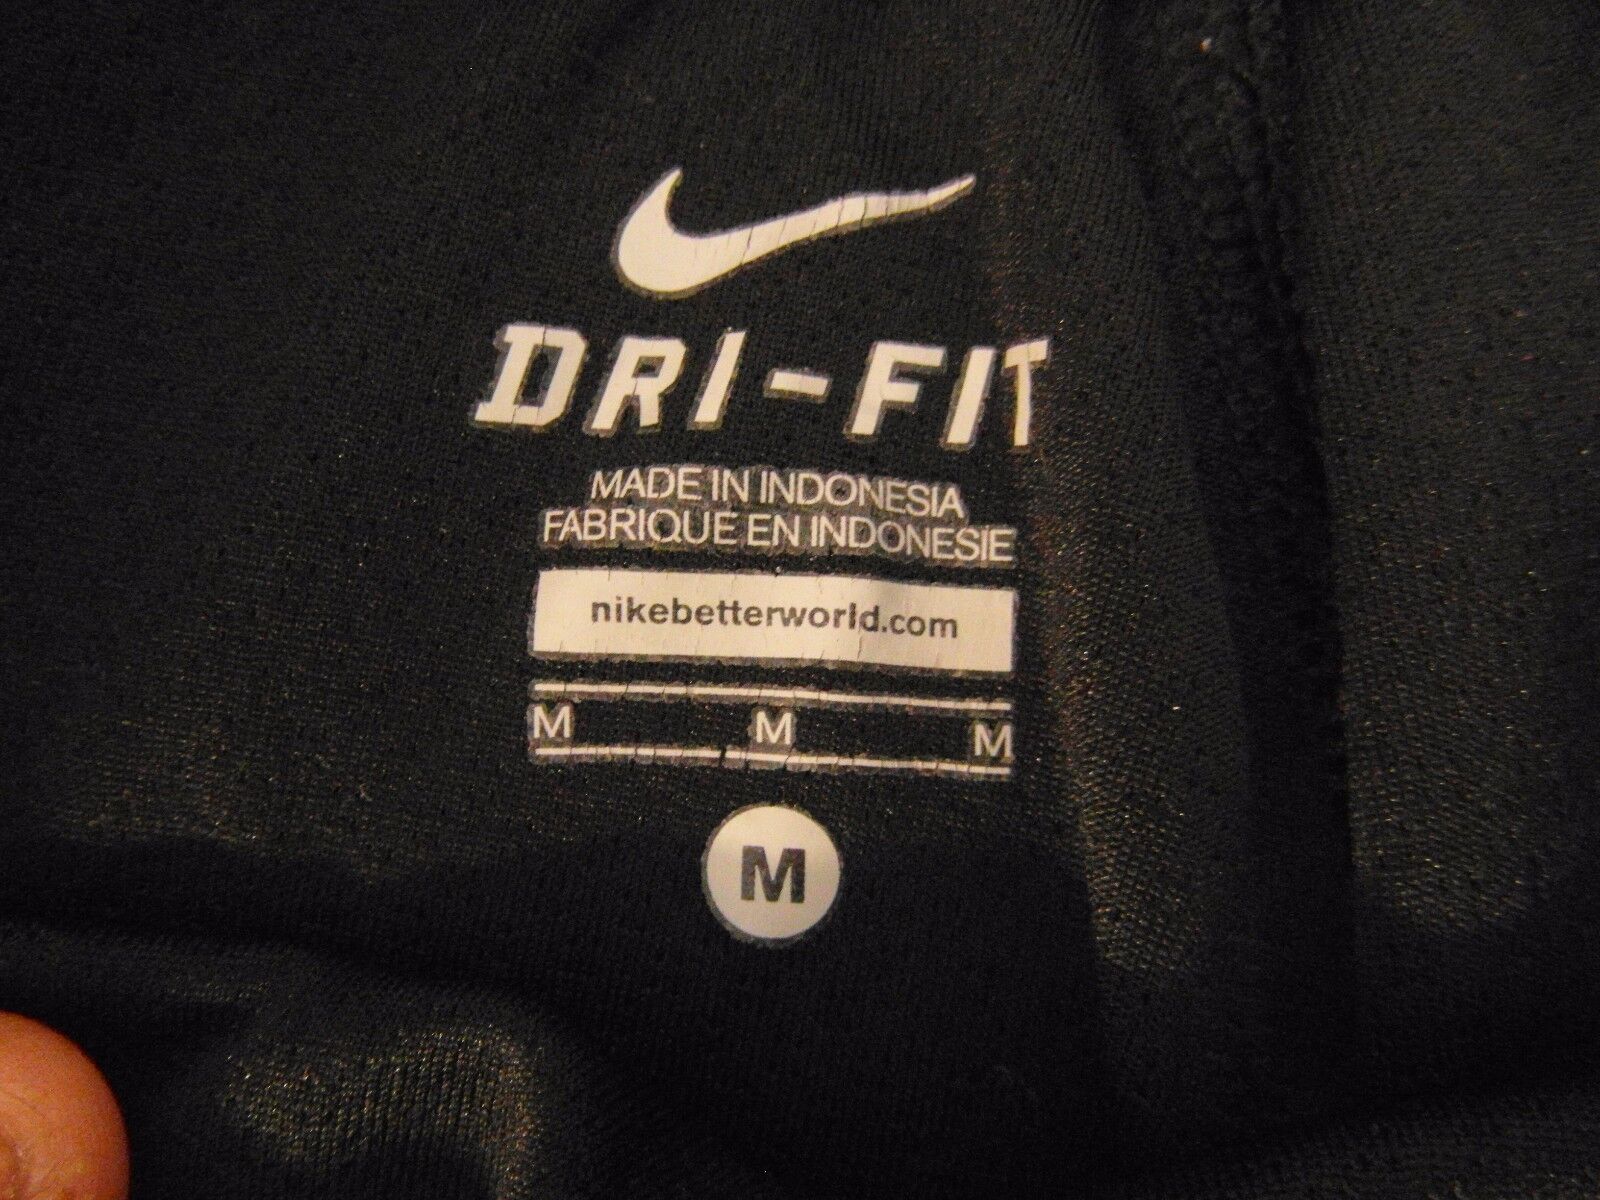 DRI-FIT
MADE IN INDONESIA
FABRIQUE EN INDONESIE
nikebetterworld.com
M M M
M